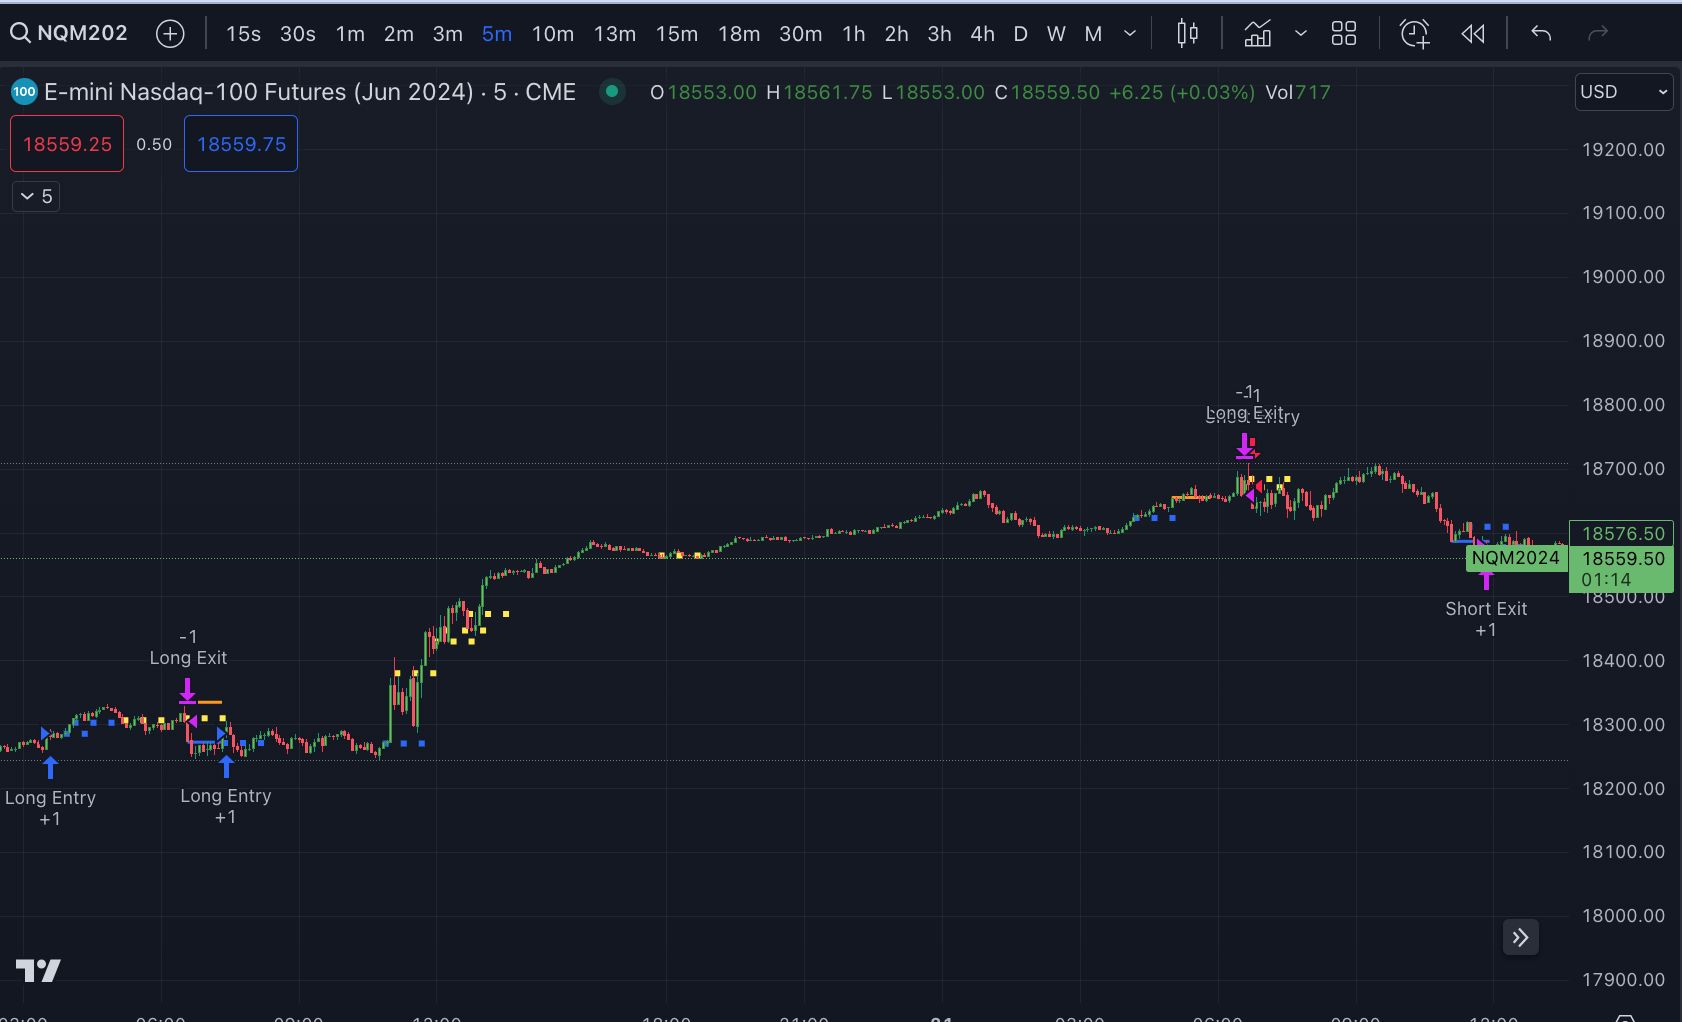 NQM202
15s 30s 1m 2m 3m 5m 10m 13m 15m 18m 30m 1h 2h 3h 4h D W M
100 E-mini Nasdaq-100 Futures (Jun 2024) · 5 · CME O18553.00 H18561.75 L18553.00 C18559.50 +6.25 (+0.03%) Vol717
USD
18559.25 0.50 18559.75
5
19200.00
19100.00
19000.00
18900.00
18800.00
18700.00
18576.50
NQM2024 18559.50
01:14
18500.00
18400.00
18300.00
18200.00
18100.00
18000.00
17900.00
-1
-1
Long Exit
Short Entry
Short Exit
+1
-1
Long Exit
Long Entry
+1
Long Entry
+1